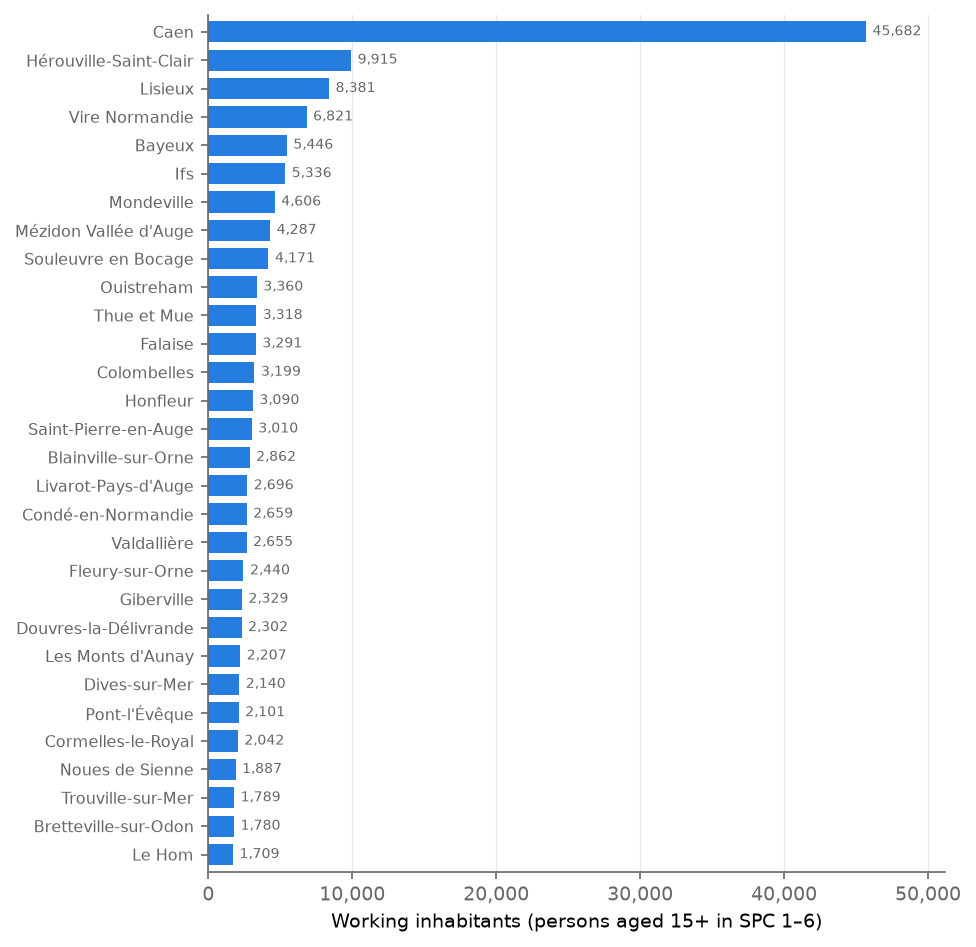 Caen 45,682
Hérouville-Saint-Clair 9,915
Lisieux 8,381
Vire Normandie 6,821
Bayeux 5,446
Ifs 5,336
Mondeville 4,606
Mézidon Vallée d'Auge 4,287
Souleuvre en Bocage 4,171
Ouistreham 3,360
Thue et Mue 3,318
Falaise 3,291
Colombelles 3,199
Honfleur 3,090
Saint-Pierre-en-Auge 3,010
Blainville-sur-Orne 2,862
Livarot-Pays-d'Auge 2,696
Condé-en-Normandie 2,659
Valdallière 2,655
Fleury-sur-Orne 2,440
Giberville 2,329
Douvres-la-Délivrande 2,302
Les Monts d'Aunay 2,207
Dives-sur-Mer 2,140
Pont-l'Évêque 2,101
Cormelles-le-Royal 2,042
Noues de Sienne 1,887
Trouville-sur-Mer 1,789
Bretteville-sur-Odon 1,780
Le Hom 1,709
0 10,000 20,000 30,000 40,000 50,000
Working inhabitants (persons aged 15+ in SPC 1–6)